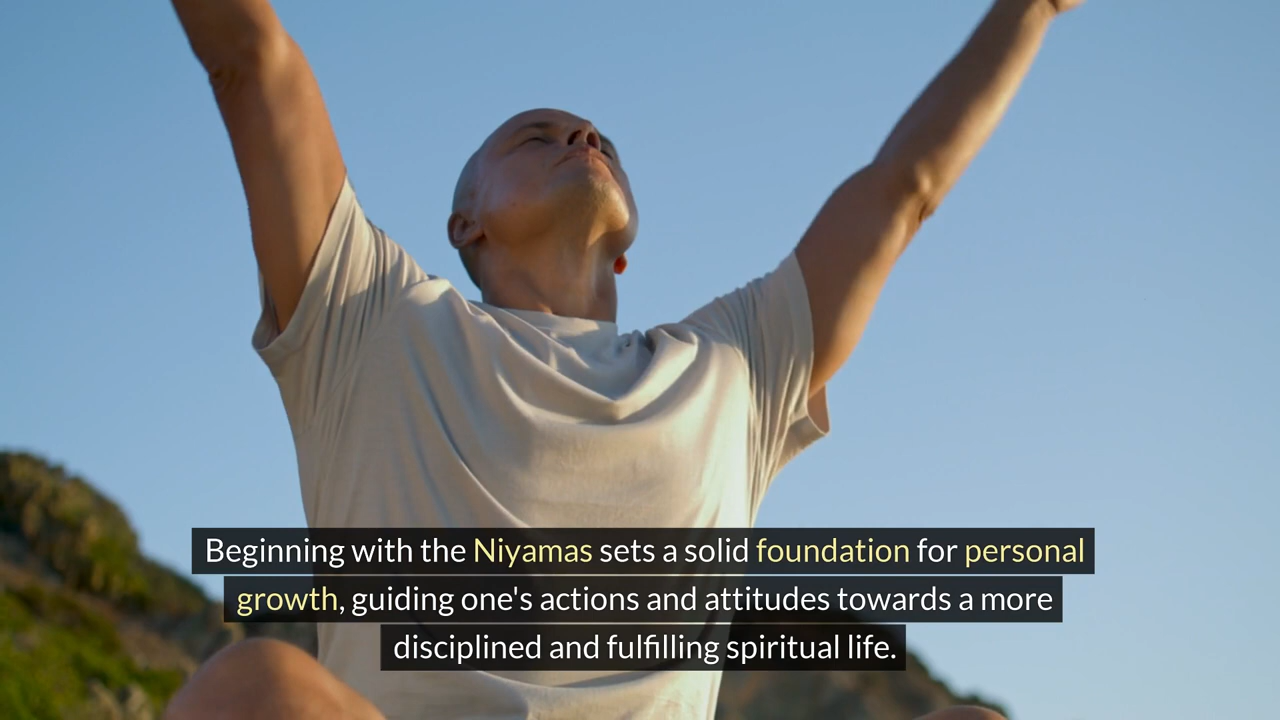 Beginning with the Niyamas sets a solid foundation for personal
growth, guiding one's actions and attitudes towards a more
disciplined and fulfilling spiritual life.